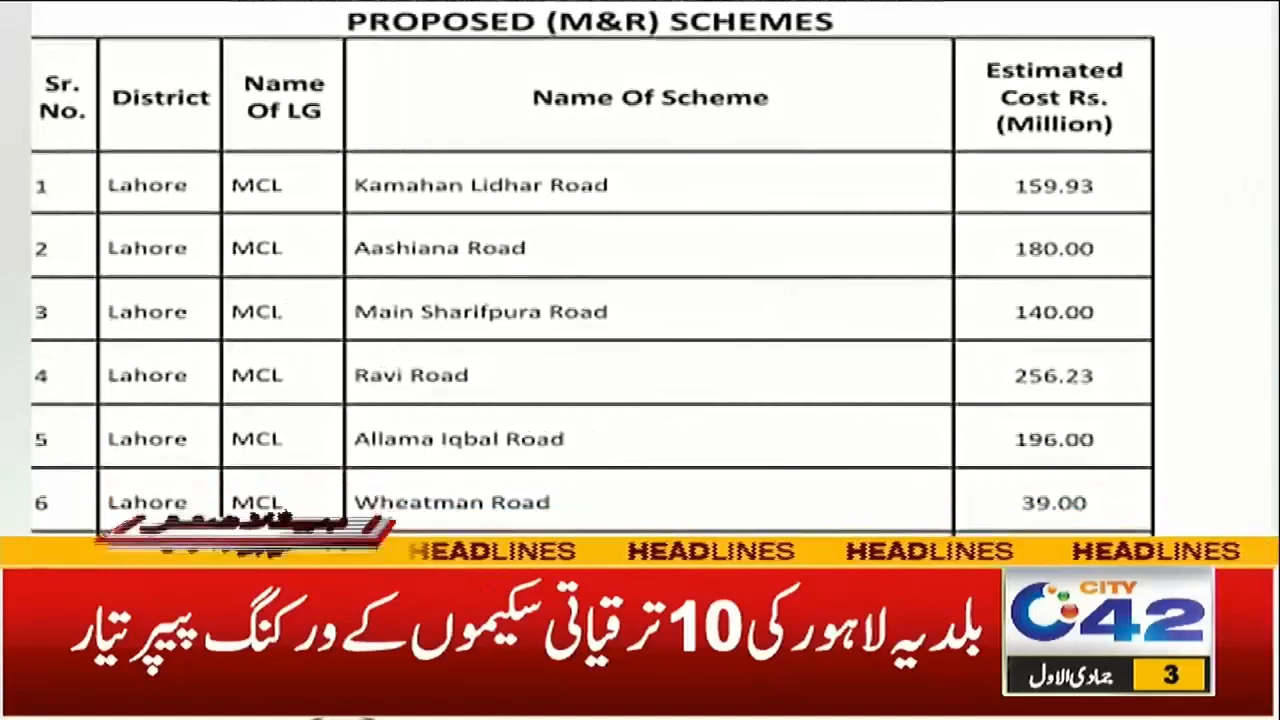 PROPOSED (M&R) SCHEMES
Sr. No. District Name Of LG Name Of Scheme Estimated Cost Rs. (Million)
1 Lahore MCL Kamahan Lidhar Road 159.93
2 Lahore MCL Aashiana Road 180.00
3 Lahore MCL Main Sharifpura Road 140.00
4 Lahore MCL Ravi Road 256.23
5 Lahore MCL Allama Iqbal Road 196.00
6 Lahore MCL Wheatman Road 39.00
HEADLINES HEADLINES HEADLINES HEADLINES
بلدیہ لاہور کی 10 ترقیاتی سکیموں کے ورکنگ پیپر تیار
CITY
42
3 جمادی الاول